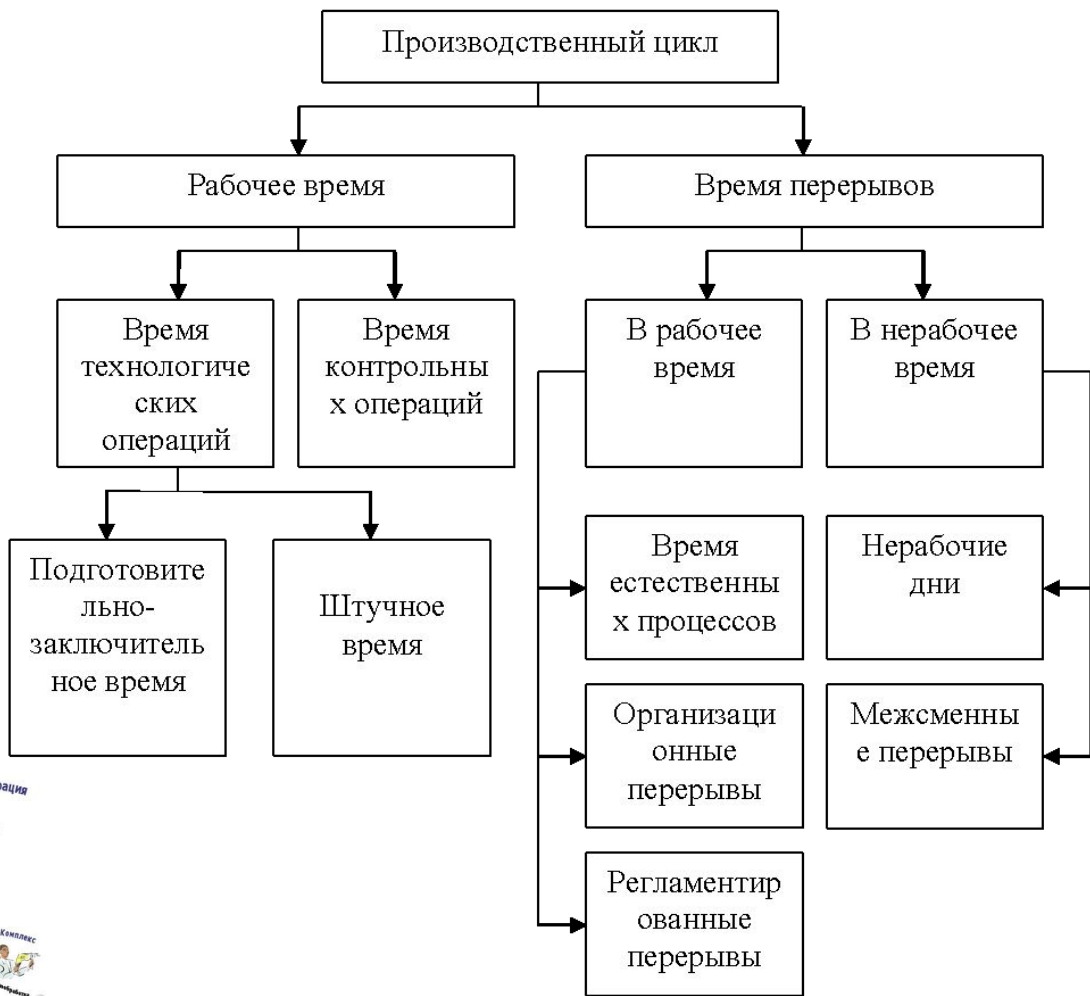 Производственный цикл
Рабочее время
Время перерывов
Время
технологиче
ских
операций
Время
контрольны
х операций
В рабочее
время
В нерабочее
время
Подготовите
льно-
заключитель
ное время
Штучное
время
Время
естественны
х процессов
Нерабочие
дни
Организаци
онные
перерывы
Межсменны
е перерывы
Регламентир
ованные
перерывы
Комплекс